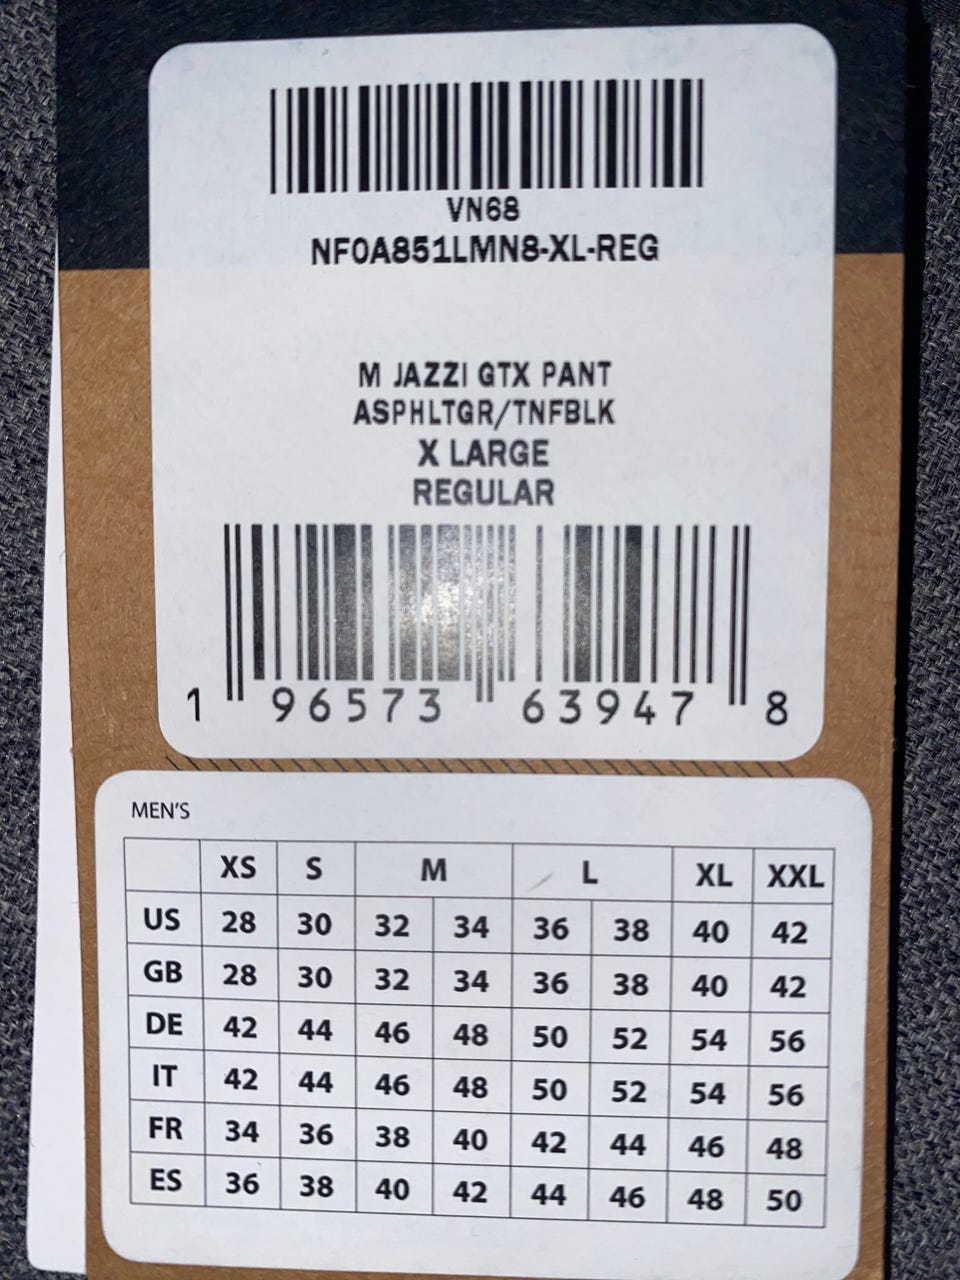 VN68
NF0A851LMN8-XL-REG
M JAZZI GTX PANT
ASPHLTGR/TNFBLK
X LARGE
REGULAR
1 96573 63947 8
MEN'S
XS S M L XL XXL
US 28 30 32 34 36 38 40 42
GB 28 30 32 34 36 38 40 42
DE 42 44 46 48 50 52 54 56
IT 42 44 46 48 50 52 54 56
FR 34 36 38 40 42 44 46 48
ES 36 38 40 42 44 46 48 50